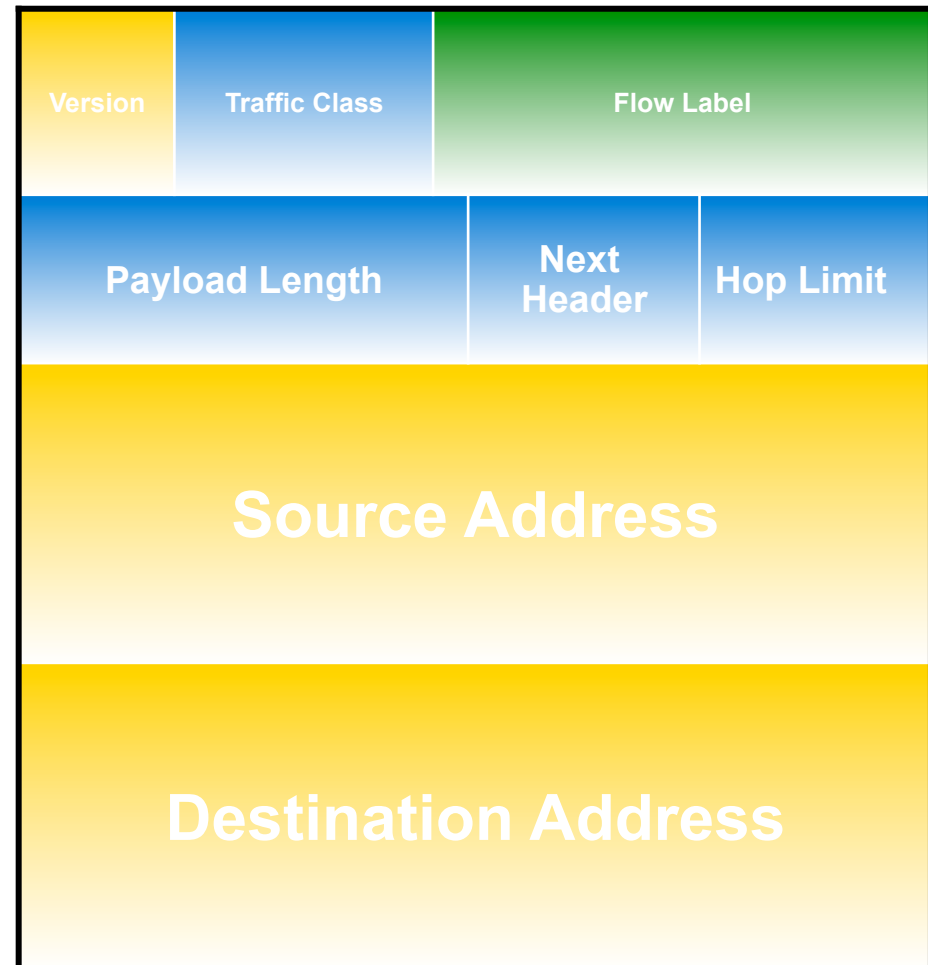 Version
Traffic Class
Flow Label
Payload Length
Next
Header
Hop Limit
Source Address
Destination Address